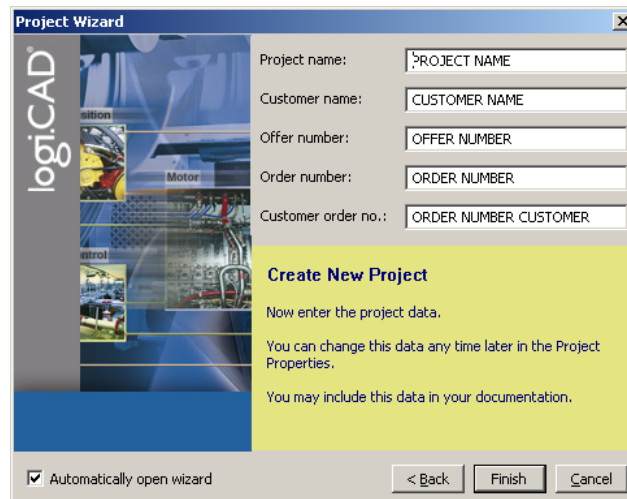 Project Wizard
logi.CAD
sition
Motor
ntrol
Project name:
PROJECT NAME
Customer name:
CUSTOMER NAME
Offer number:
OFFER NUMBER
Order number:
ORDER NUMBER
Customer order no.:
ORDER NUMBER CUSTOMER
Create New Project
Now enter the project data.
You can change this data any time later in the Project
Properties.
You may include this data in your documentation.
Automatically open wizard
< Back
Finish
Cancel